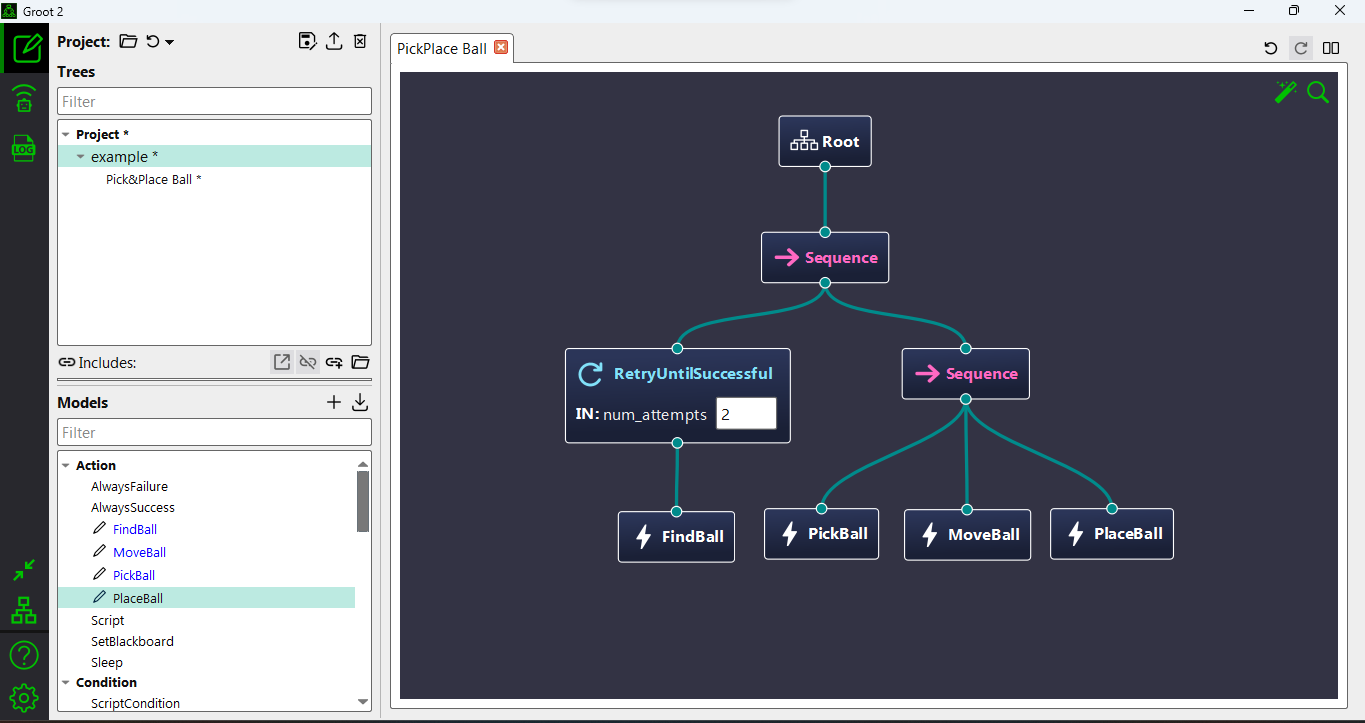 Groot 2
Project:
Trees
Filter
Project *
example *
Pick&Place Ball *
Includes:
Models
Filter
Action
AlwaysFailure
AlwaysSuccess
FindBall
MoveBall
PickBall
PlaceBall
Script
SetBlackboard
Sleep
Condition
ScriptCondition
LOG
PickPlace Ball
Root
Sequence
RetryUntilSuccessful
IN: num_attempts 2
Sequence
FindBall
PickBall
MoveBall
PlaceBall